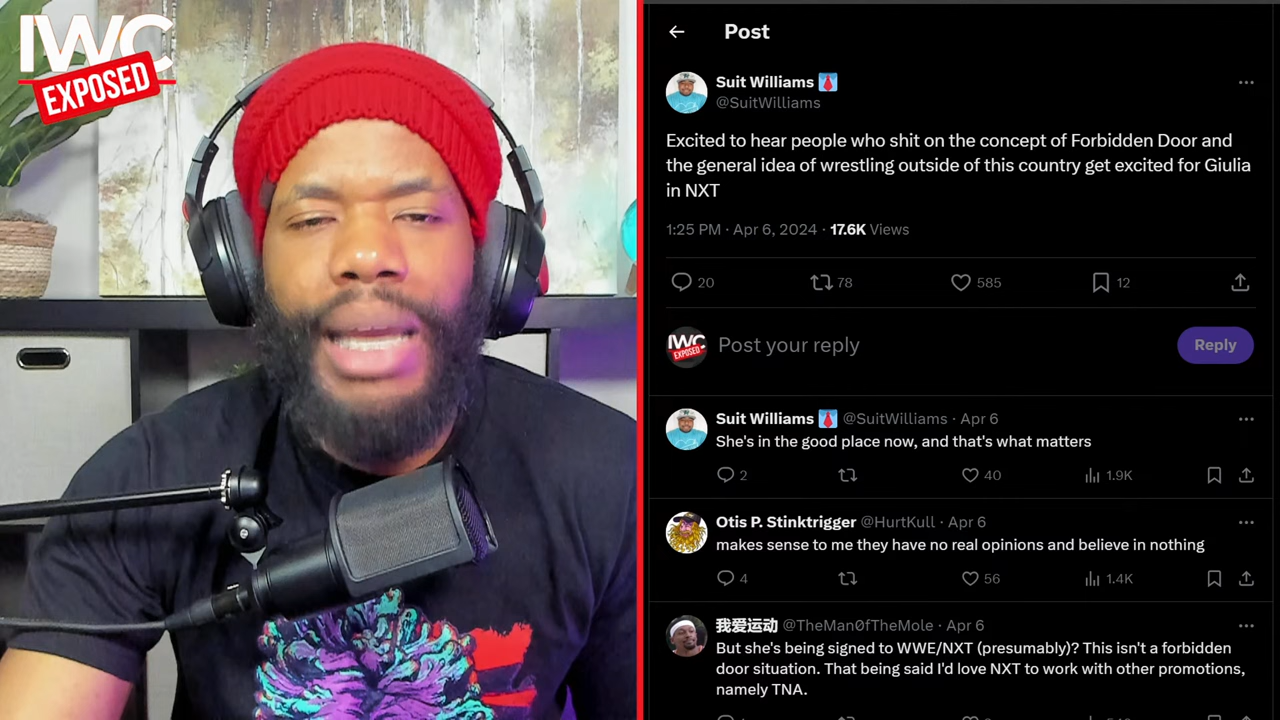 IWC
EXPOSED
Post
Suit Williams
@SuitWilliams
Excited to hear people who shit on the concept of Forbidden Door and
the general idea of wrestling outside of this country get excited for Giulia
in NXT
1:25 PM · Apr 6, 2024 · 17.6K Views
20 78 585 12
IWC
EXPOSED
Post your reply
Reply
Suit Williams @SuitWilliams · Apr 6
She's in the good place now, and that's what matters
2 40 1.9K
Otis P. Stinktrigger @HurtKull · Apr 6
makes sense to me they have no real opinions and believe in nothing
4 56 1.4K
我爱运动 @TheMan0fTheMole · Apr 6
But she's being signed to WWE/NXT (presumably)? This isn't a forbidden
door situation. That being said I'd love NXT to work with other promotions,
namely TNA.